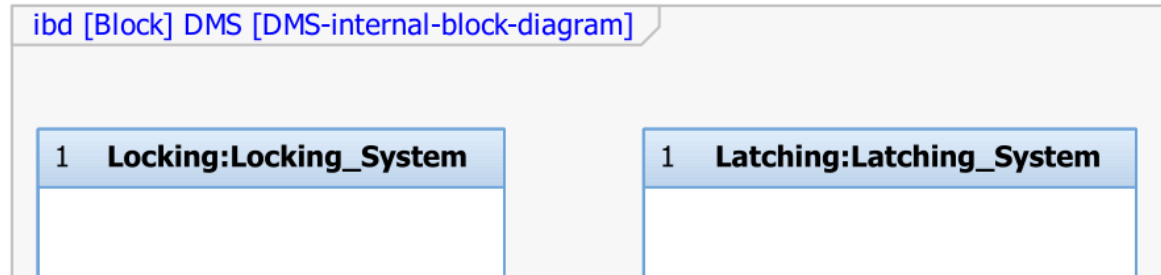 ibd [Block] DMS [DMS-internal-block-diagram]
1 Locking:Locking_System
1 Latching:Latching_System